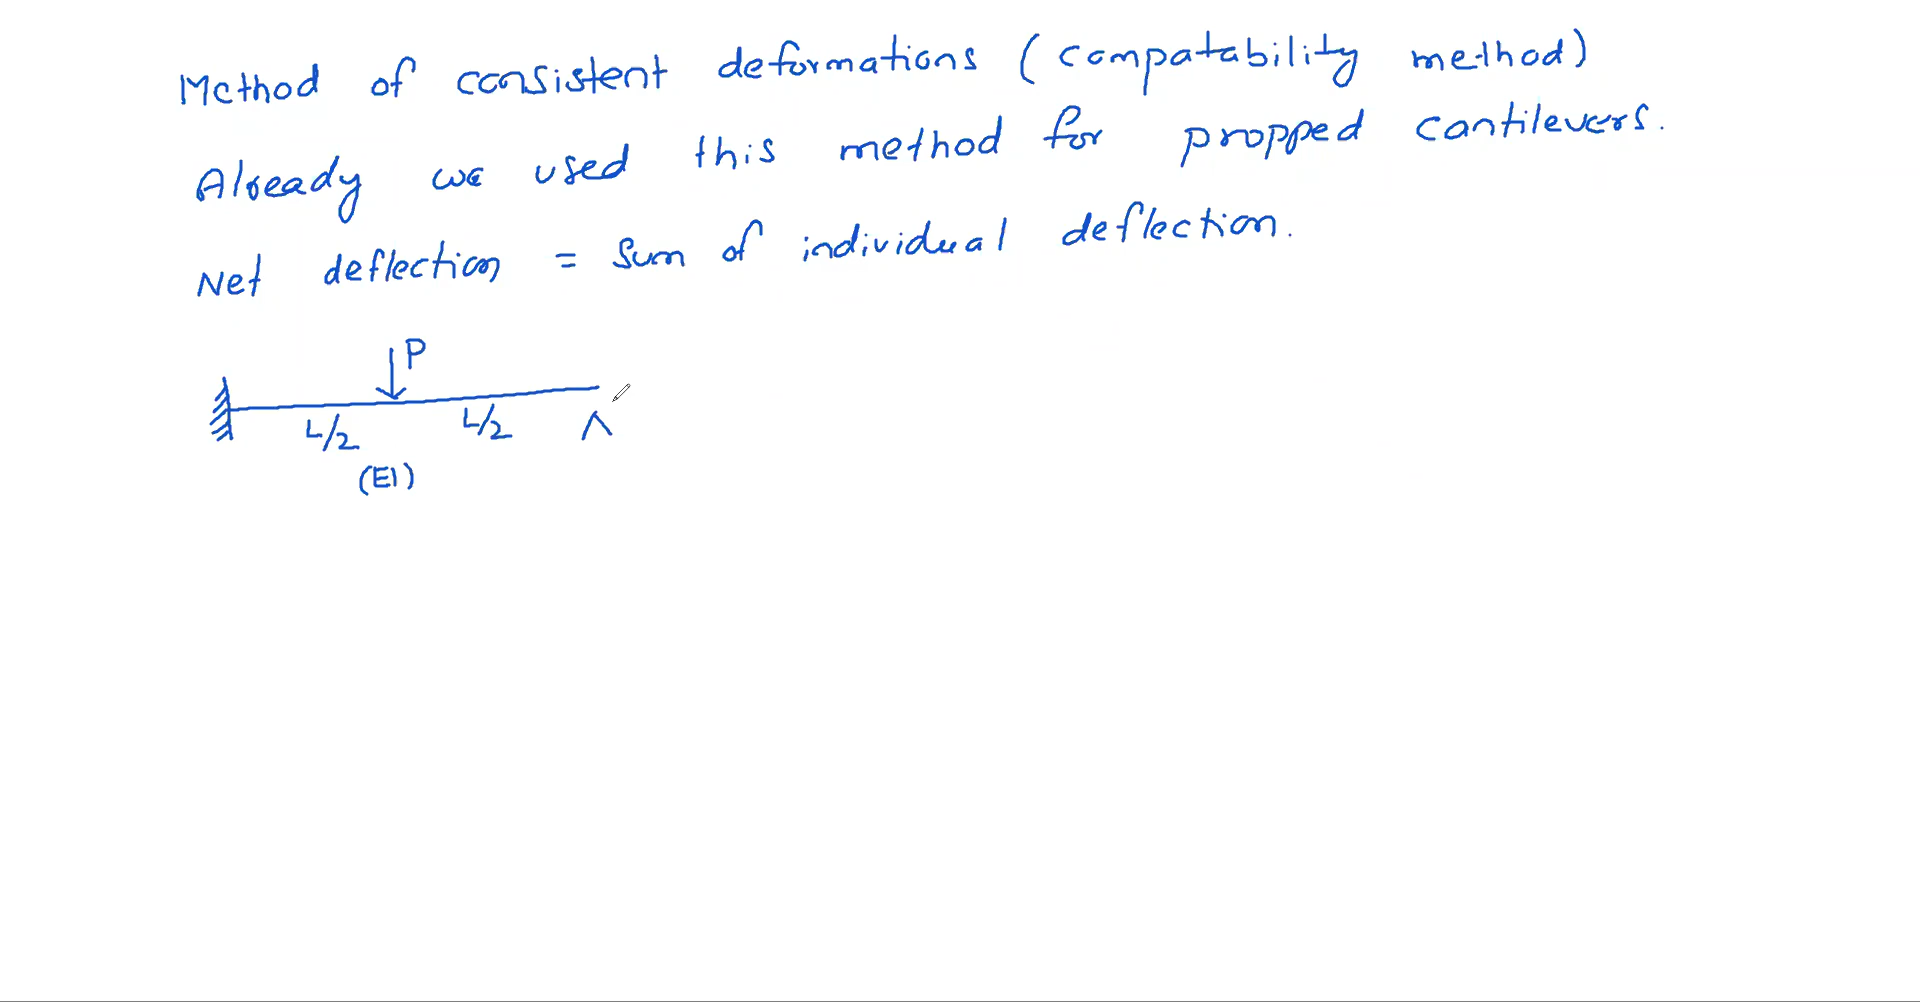 Method of consistent deformations (compatability method)
Already we used this method for propped cantilevers.
Net deflection = Sum of individual deflection.
P
L/2 L/2
(EI)